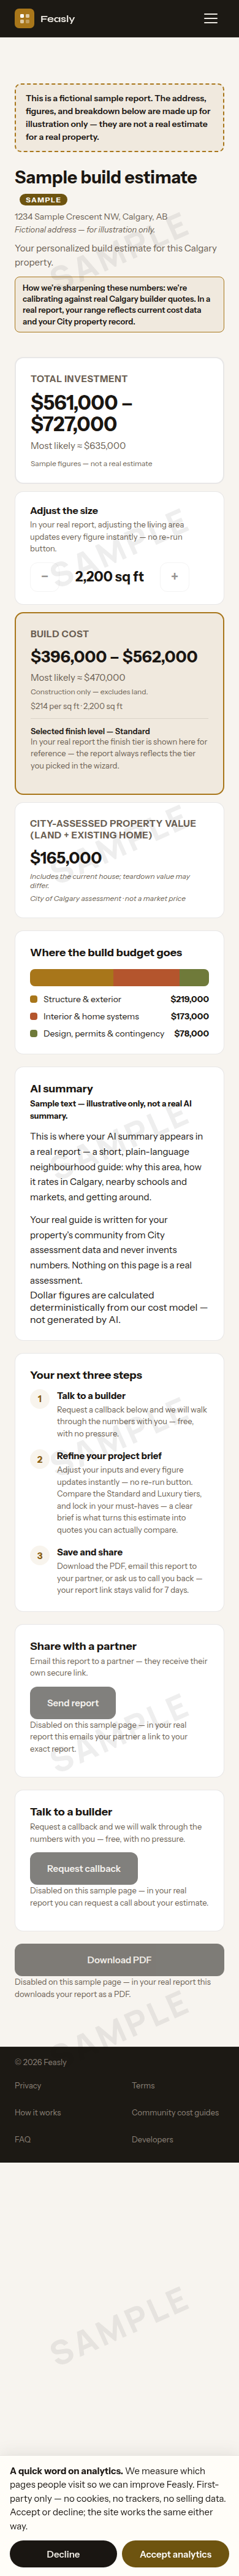 Feasly
This is a fictional sample report. The address,
figures, and breakdown below are made up for
illustration only — they are not a real estimate
for a real property.
Sample build estimate
SAMPLE
1234 Sample Crescent NW, Calgary, AB
Fictional address — for illustration only.
Your personalized build estimate for this Calgary
property.
How we're sharpening these numbers: we're
calibrating against real Calgary builder quotes. In a
real report, your range reflects current cost data
and your City property record.
TOTAL INVESTMENT
$561,000 –
$727,000
Most likely ≈ $635,000
Sample figures — not a real estimate
Adjust the size
In your real report, adjusting the living area
updates every figure instantly — no re-run
button.
− 2,200 sq ft +
BUILD COST
$396,000 – $562,000
Most likely ≈ $470,000
Construction only — excludes land.
$214 per sq ft · 2,200 sq ft
Selected finish level — Standard
In your real report the finish tier is shown here for
reference — the report always reflects the tier
you picked in the wizard.
CITY-ASSESSED PROPERTY VALUE
(LAND + EXISTING HOME)
$165,000
Includes the current house; teardown value may
differ.
City of Calgary assessment · not a market price
Where the build budget goes
Structure & exterior $219,000
Interior & home systems $173,000
Design, permits & contingency $78,000
AI summary
Sample text — illustrative only, not a real AI
summary.
This is where your AI summary appears in
a real report — a short, plain-language
neighbourhood guide: why this area, how
it rates in Calgary, nearby schools and
markets, and getting around.
Your real guide is written for your
property's community from City
assessment data and never invents
numbers. Nothing on this page is a real
assessment.
Dollar figures are calculated
deterministically from our cost model —
not generated by AI.
Your next three steps
1 Talk to a builder
Request a callback below and we will walk
through the numbers with you — free,
with no pressure.
2 Refine your project brief
Adjust your inputs and every figure
updates instantly — no re-run button.
Compare the Standard and Luxury tiers,
and lock in your must-haves — a clear
brief is what turns this estimate into
quotes you can actually compare.
3 Save and share
Download the PDF, email this report to
your partner, or ask us to call you back —
your report link stays valid for 7 days.
Share with a partner
Email this report to a partner — they receive their
own secure link.
Send report
Disabled on this sample page — in your real
report this emails your partner a link to your
exact report.
Talk to a builder
Request a callback and we will walk through the
numbers with you — free, with no pressure.
Request callback
Disabled on this sample page — in your real
report you can request a call about your estimate.
Download PDF
Disabled on this sample page — in your real report this
downloads your report as a PDF.
SAMPLE
SAMPLE
SAMPLE
SAMPLE
SAMPLE
SAMPLE
SAMPLE
SAMPLE
© 2026 Feasly
Privacy Terms
How it works Community cost guides
FAQ Developers
A quick word on analytics. We measure which
pages people visit so we can improve Feasly. First-
party only — no cookies, no trackers, no selling data.
Accept or decline; the site works the same either
way.
Decline Accept analytics